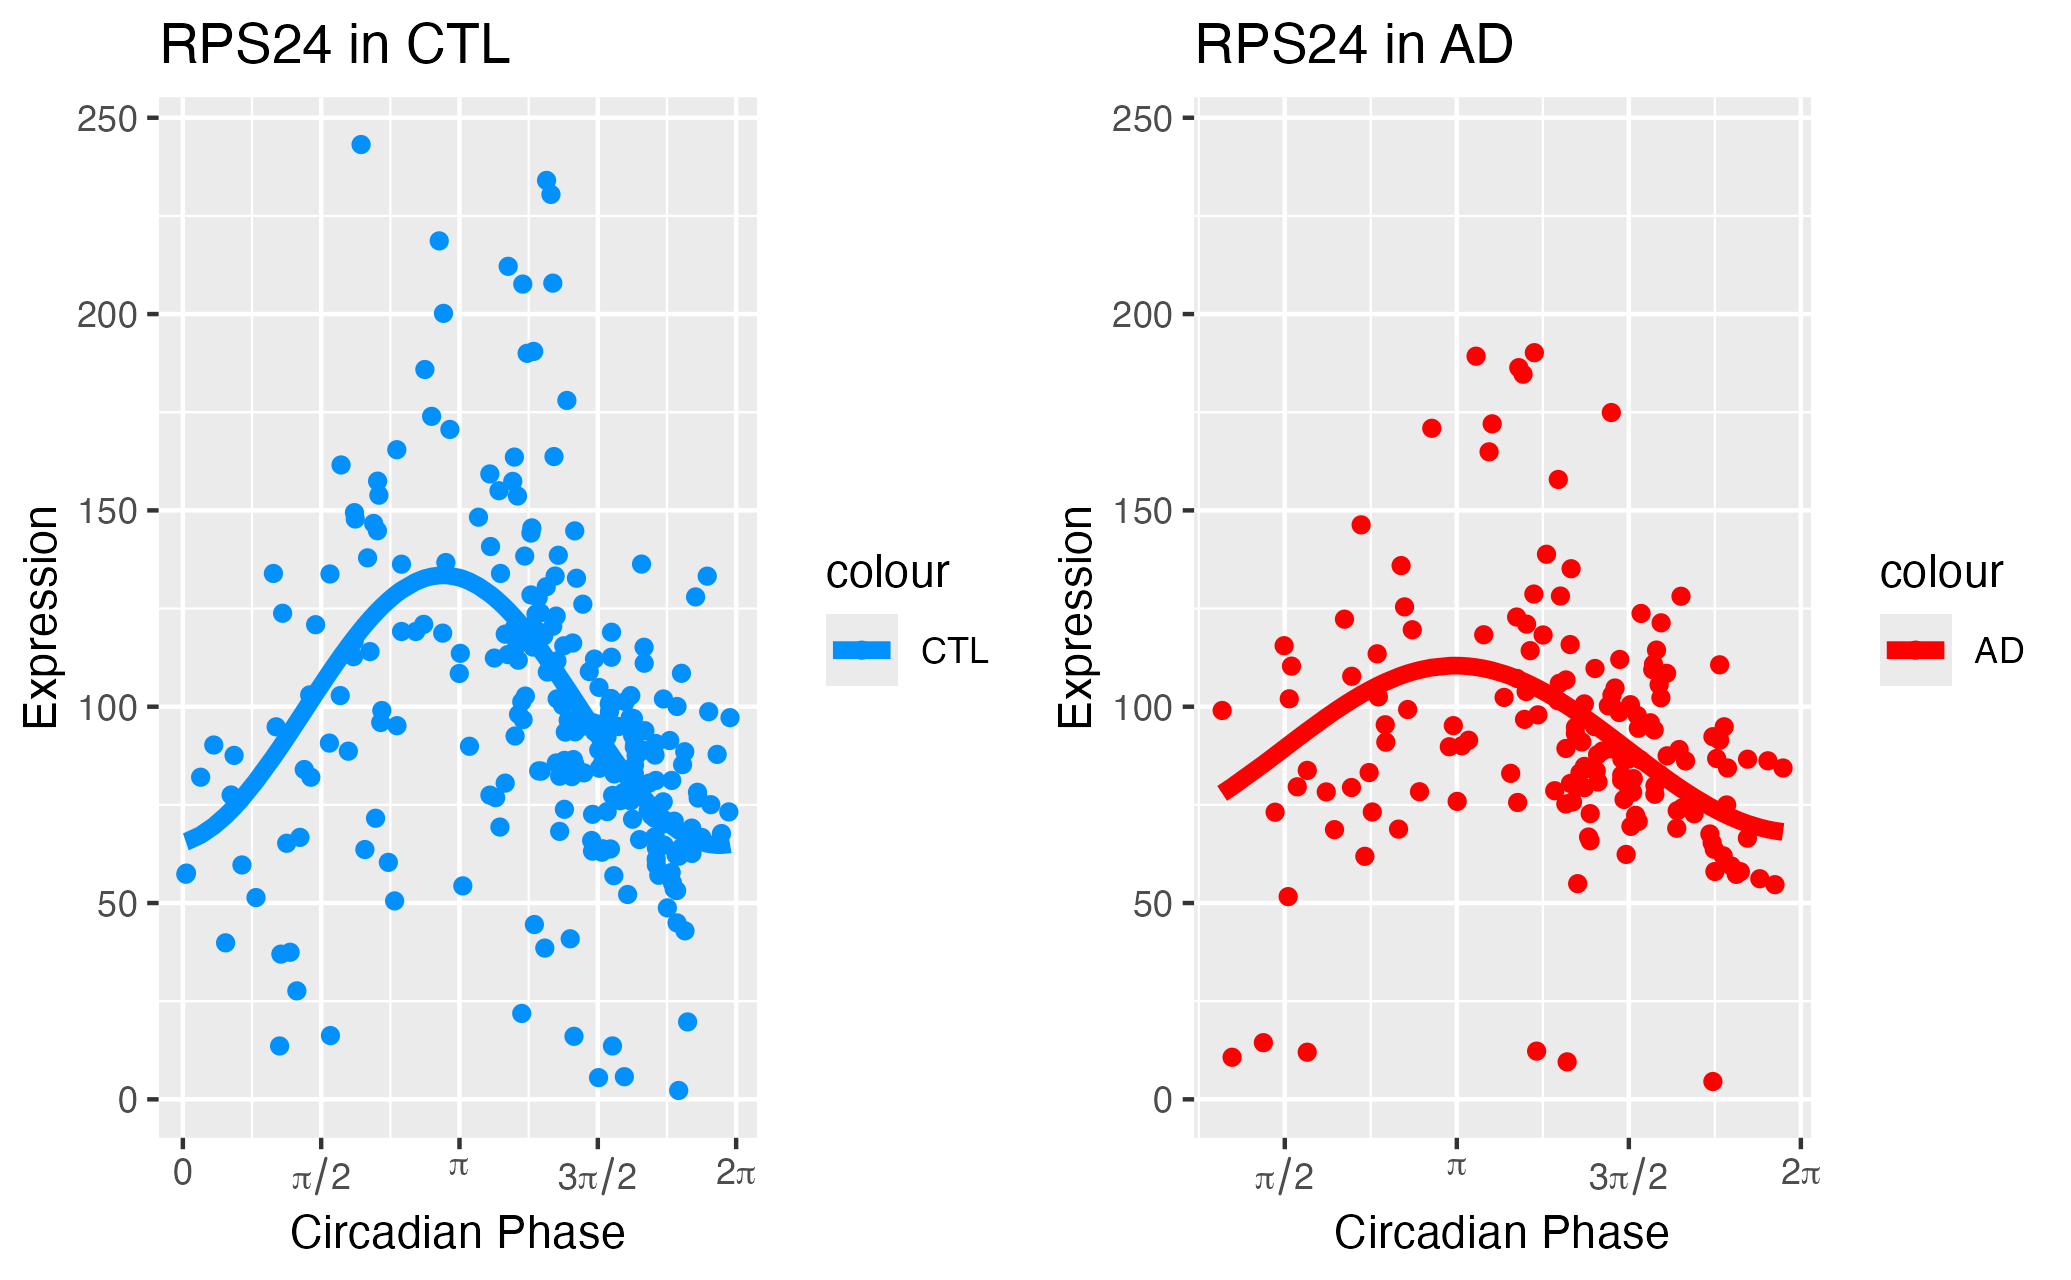 RPS24 in CTL
250
200
150
100
50
0
Expression
0
π/2
π
3π/2
2π
Circadian Phase
colour
CTL
RPS24 in AD
250
200
150
100
50
0
Expression
π/2
π
3π/2
2π
Circadian Phase
colour
AD